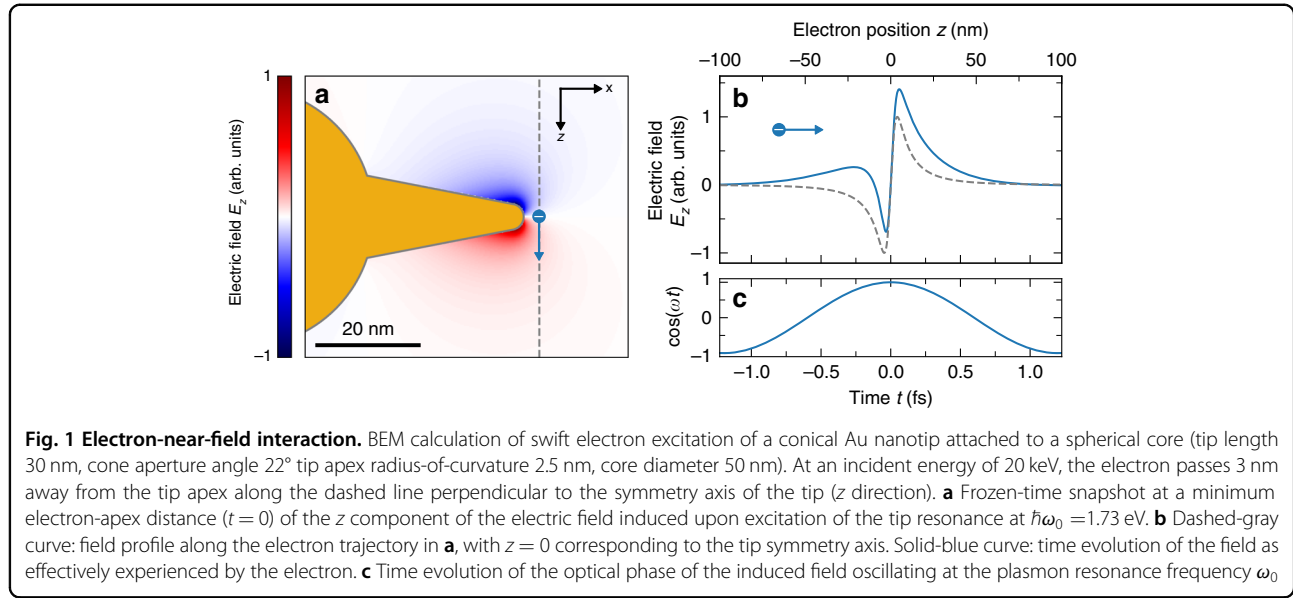 Electric field E_z (arb. units)
1
−1
a
x
z
20 nm
Electron position z (nm)
−100 −50 0 50 100
b
Electric field
E_z (arb. units)
1
0
−1
c
cos(ωt)
1
0
−1
−1.0 −0.5 0.0 0.5 1.0
Time t (fs)
Fig. 1 Electron-near-field interaction. BEM calculation of swift electron excitation of a conical Au nanotip attached to a spherical core (tip length
30 nm, cone aperture angle 22° tip apex radius-of-curvature 2.5 nm, core diameter 50 nm). At an incident energy of 20 keV, the electron passes 3 nm
away from the tip apex along the dashed line perpendicular to the symmetry axis of the tip (z direction). a Frozen-time snapshot at a minimum
electron-apex distance (t = 0) of the z component of the electric field induced upon excitation of the tip resonance at ℏω₀ =1.73 eV. b Dashed-gray
curve: field profile along the electron trajectory in a, with z = 0 corresponding to the tip symmetry axis. Solid-blue curve: time evolution of the field as
effectively experienced by the electron. c Time evolution of the optical phase of the induced field oscillating at the plasmon resonance frequency ω₀